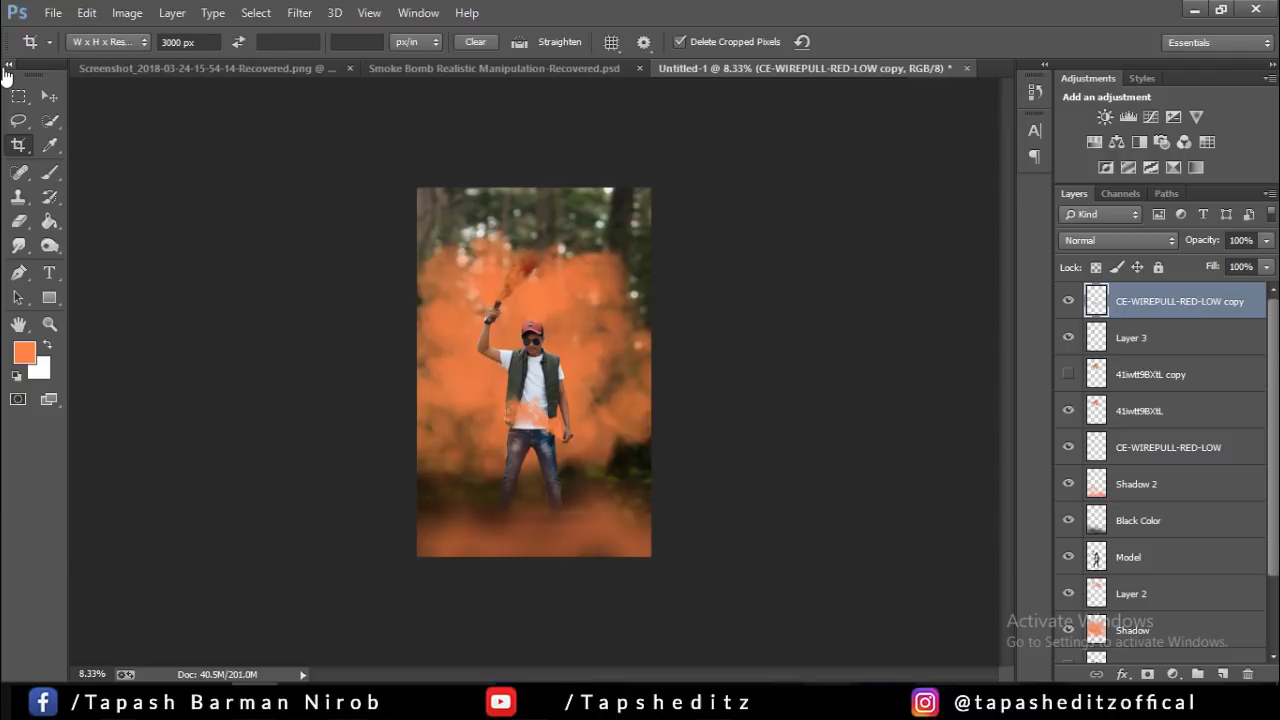 Ps File Edit Image Layer Type Select Filter 3D View Window Help
W x H x Res... 3000 px px/in Clear Straighten Delete Cropped Pixels Essentials
Screenshot_2018-03-24-15-54-14-Recovered.png @ ... × Smoke Bomb Realistic Manipulation-Recovered.psd × Untitled-1 @ 8.33% (CE-WIREPULL-RED-LOW copy, RGB/8) * ×
Adjustments Styles
Add an adjustment
Layers Channels Paths
Kind
Normal Opacity: 100%
Lock: Fill: 100%
CE-WIREPULL-RED-LOW copy
Layer 3
41iwtt9BXtL copy
41iwtt9BXtL
CE-WIREPULL-RED-LOW
Shadow 2
Black Color
Model
Layer 2
Shadow
Activate Windows
Go to Settings to activate Windows.
8.33% Doc: 40.5M/201.0M
/Tapash Barman Nirob /Tapsheditz @tapasheditzoffical